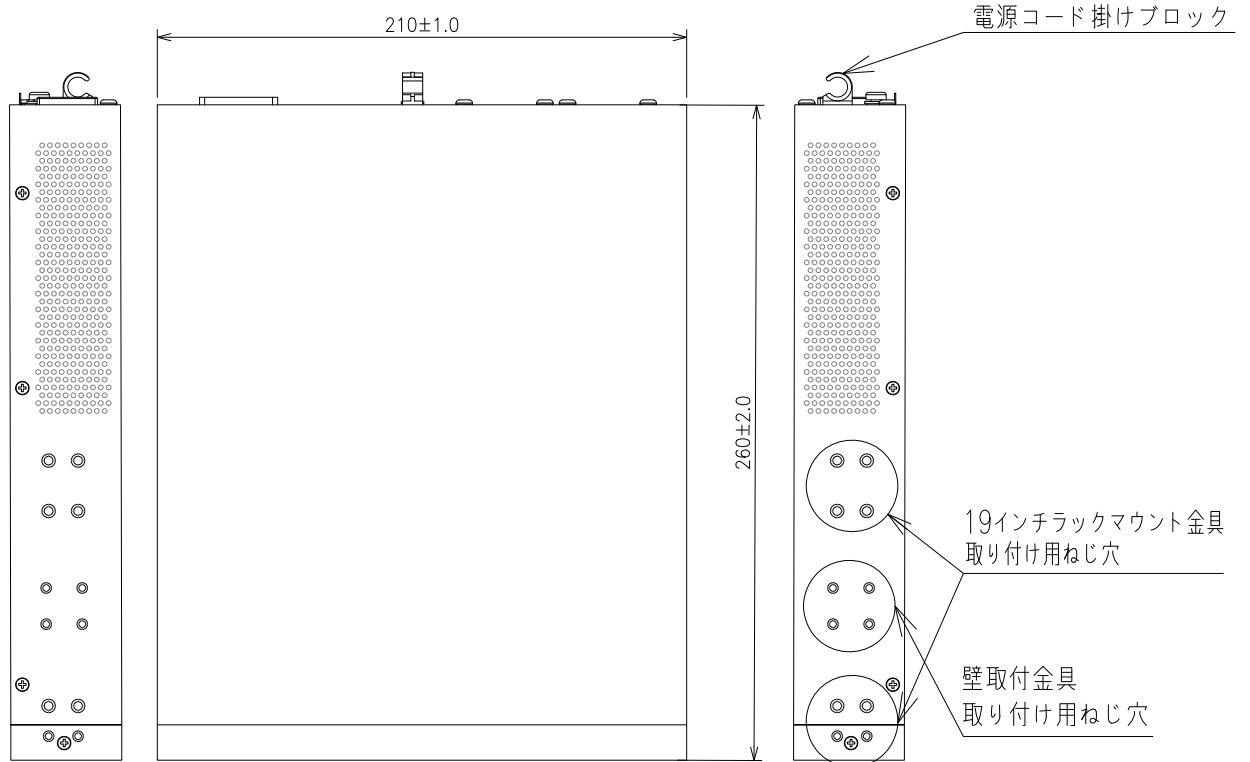 電源コード掛けブロック
210±1.0
260±2.0
19インチラックマウント金具
取り付け用ねじ穴
壁取付金具
取り付け用ねじ穴